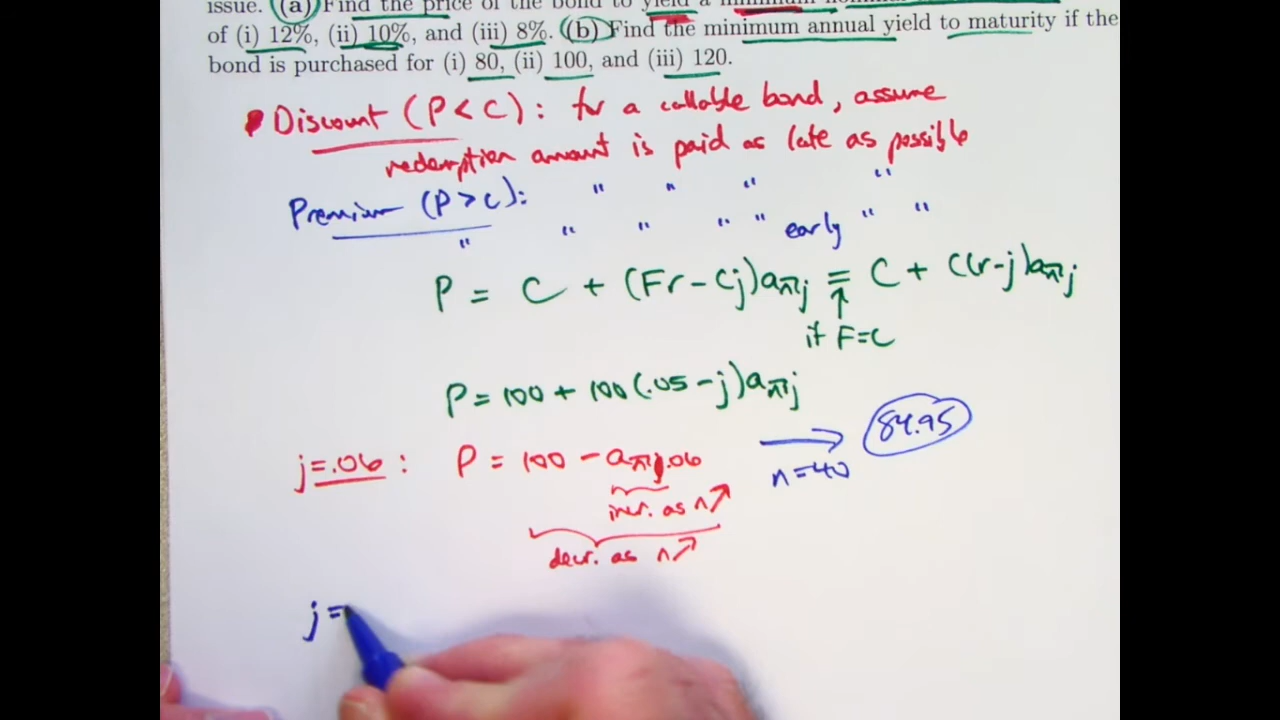 issue. (a) Find the price of the bond to yield a minimum
of (i) 12%, (ii) 10%, and (iii) 8%. (b) Find the minimum annual yield to maturity if the
bond is purchased for (i) 80, (ii) 100, and (iii) 120.
Discount (P < C): for a callable bond, assume
redemption amount is paid as late as possible
Premium (P > C): " " " "
" " " " " early " "
P = C + (Fr - Cj)a_n̅|j = C + C(r-j)a_n̅|j
↑
if F=C
P = 100 + 100(.05 - j)a_n̅|j
j = .06: P = 100 - a_n̅|.06 → 84.95
n=40
incr. as n↗
decr. as n↗
j =